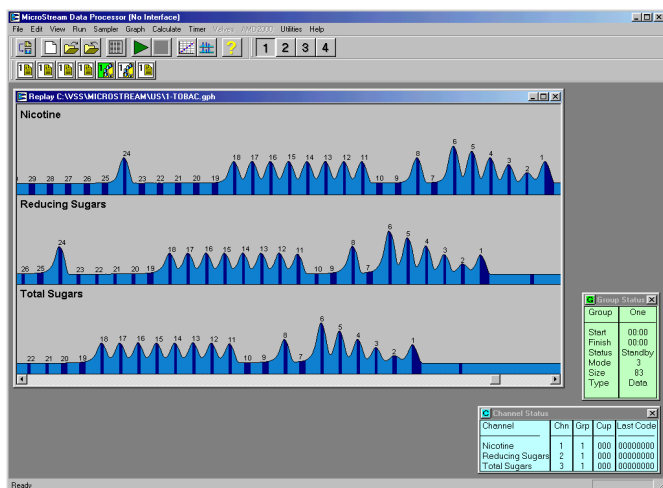 MicroStream Data Processor (No Interface)
File Edit View Run Sampler Graph Calculate Timer Valves AMD2000 Utilities Help
1 2 3 4
Replay C:\VSS\MICROSTREAM\US\1-TOBAC.gph
Nicotine
29 28 27 26 25 24 23 22 21 20 19 18 17 16 15 14 13 12 11 10 9 8 7 6 5 4 3 2 1
Reducing Sugars
26 25 24 23 22 21 20 19 18 17 16 15 14 13 12 11 10 9 8 7 6 5 4 3 2 1
Total Sugars
22 21 20 19 18 17 16 15 14 13 12 11 10 9 8 7 6 5 4 3 2 1
G Group Status
Group One
Start 00:00
Finish 00:00
Status Standby
Mode 3
Size 83
Type Data
C Channel Status
Channel Chn Grp Cup Last Code
Nicotine 1 1 000 00000000
Reducing Sugars 2 1 000 00000000
Total Sugars 3 1 000 00000000
Ready